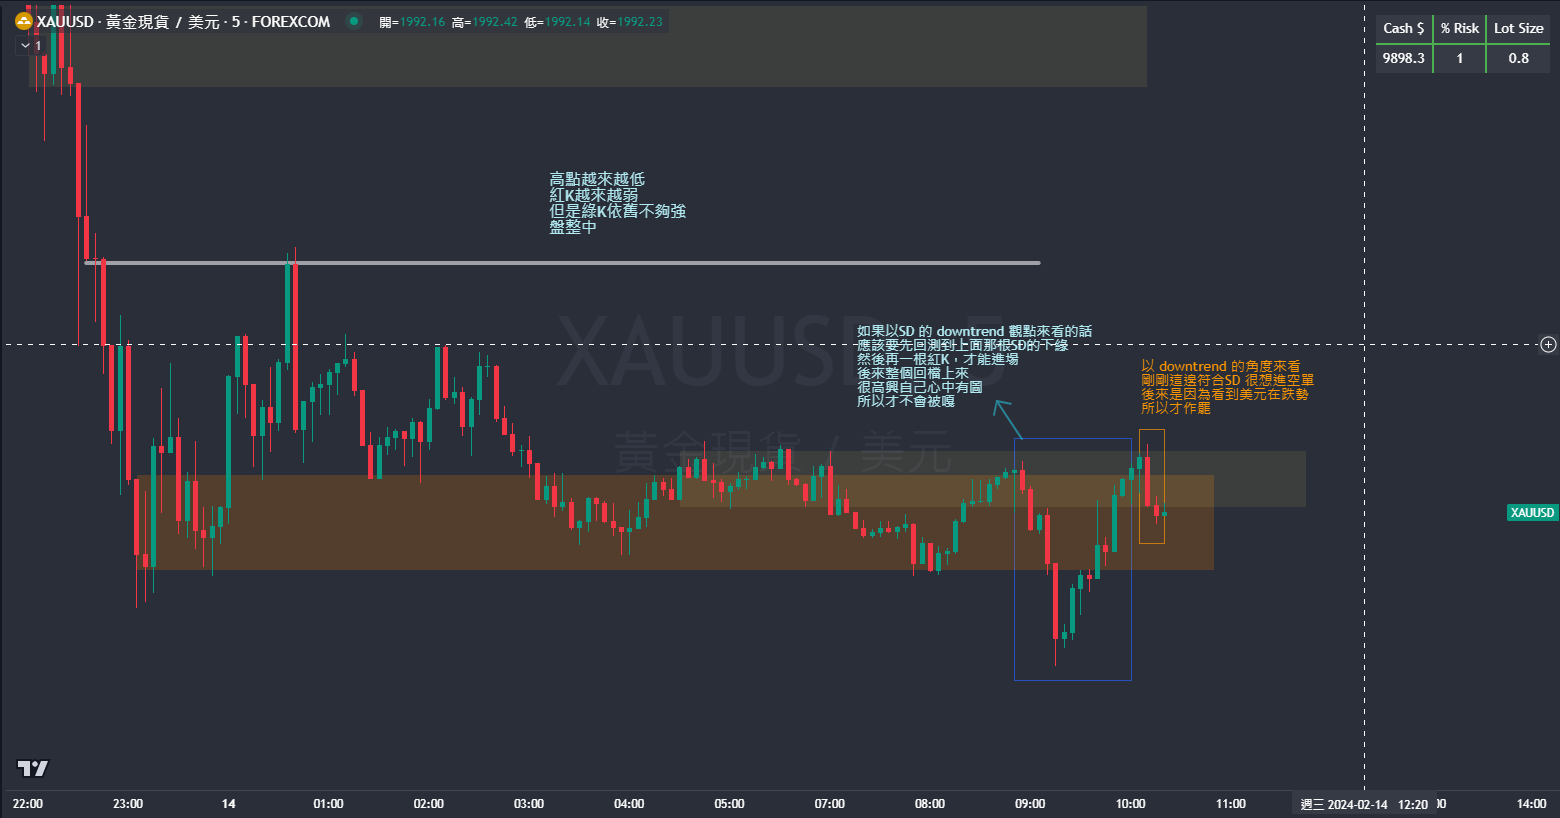 XAUUSD · 黃金現貨 / 美元 · 5 · FOREXCOM 開=1992.16 高=1992.42 低=1992.14 收=1992.23
1
Cash $ % Risk Lot Size
9898.3 1 0.8
高點越來越低
紅K越來越弱
但是綠K依舊不夠強
盤整中
XAUUSD · 5
黃金現貨 / 美元
如果以SD 的 downtrend 觀點來看的話
應該要先回測到上面那根SD的下緣
然後再一根紅K，才能進場
後來整個回檔上來
很高興自己心中有圖
所以才不會被嘎
以 downtrend 的角度來看
剛剛這邊符合SD 很想進空單
後來是因為看到美元在跌勢
所以才作罷
XAUUSD
22:00 23:00 14 01:00 02:00 03:00 04:00 05:00 07:00 08:00 09:00 10:00 11:00 週三 2024-02-14 12:20 14:00